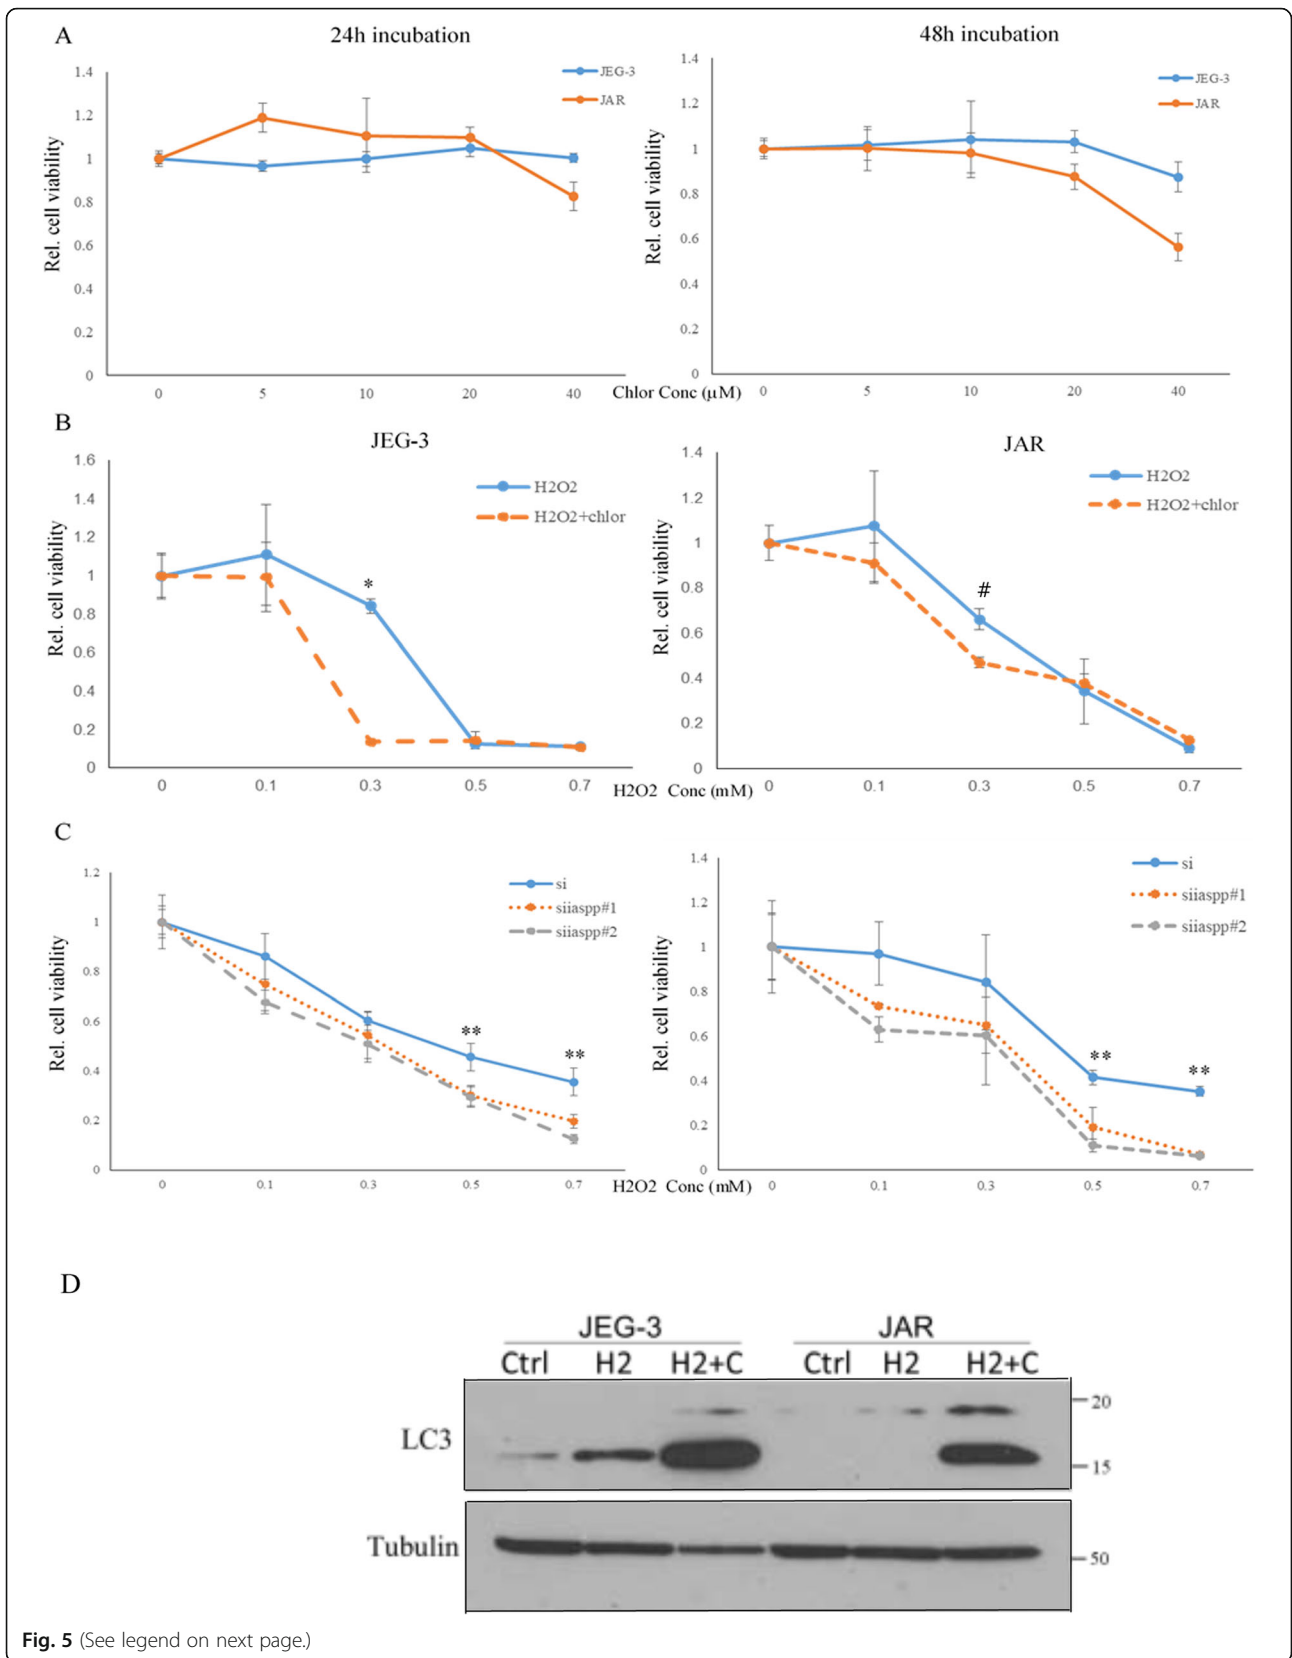 A
24h incubation
48h incubation
Rel. cell viability
1.4
1.2
1
0.8
0.6
0.4
0.2
0
JEG-3
JAR
0 5 10 20 40
Rel. cell viability
1.4
1.2
1
0.8
0.6
0.4
0.2
0
JEG-3
JAR
0 5 10 20 40
Chlor Conc (μM)
B
JEG-3
JAR
Rel. cell viability
1.6
1.4
1.2
1
0.8
0.6
0.4
0.2
0
H2O2
H2O2+chlor
*
0 0.1 0.3 0.5 0.7
Rel. cell viability
1.4
1.2
1
0.8
0.6
0.4
0.2
0
H2O2
H2O2+chlor
#
0 0.1 0.3 0.5 0.7
H2O2 Conc (mM)
C
Rel. cell viability
1.2
1
0.8
0.6
0.4
0.2
0
si
siiaspp#1
siiaspp#2
**
**
0 0.1 0.3 0.5 0.7
Rel. cell viability
1.4
1.2
1
0.8
0.6
0.4
0.2
0
si
siiaspp#1
siiaspp#2
**
**
0 0.1 0.3 0.5 0.7
H2O2 Conc (mM)
D
JEG-3 JAR
Ctrl H2 H2+C Ctrl H2 H2+C
LC3
20
15
Tubulin
50
Fig. 5 (See legend on next page.)